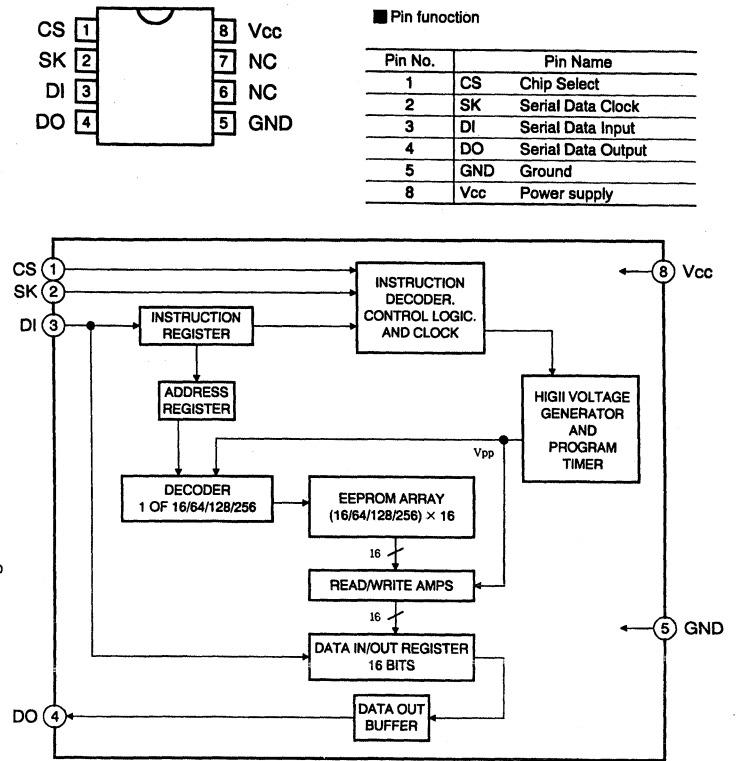 CS 1 8 Vcc
SK 2 7 NC
DI 3 6 NC
DO 4 5 GND
■ Pin funoction
Pin No. Pin Name
1 CS Chip Select
2 SK Serial Data Clock
3 DI Serial Data Input
4 DO Serial Data Output
5 GND Ground
8 Vcc Power supply
CS 1
SK 2
DI 3
INSTRUCTION
REGISTER
INSTRUCTION
DECODER.
CONTROL LOGIC.
AND CLOCK
8 Vcc
ADDRESS
REGISTER
HIGII VOLTAGE
GENERATOR
AND
PROGRAM
TIMER
Vpp
DECODER
1 OF 16/64/128/256
EEPROM ARRAY
(16/64/128/256) × 16
16
READ/WRITE AMPS
16
DATA IN/OUT REGISTER
16 BITS
5 GND
DO 4
DATA OUT
BUFFER